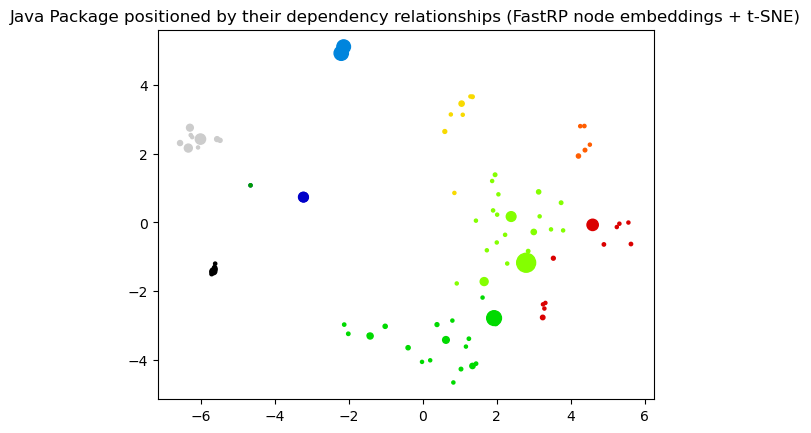 Java Package positioned by their dependency relationships (FastRP node embeddings + t-SNE)
4
2
0
−2
−4
−6 −4 −2 0 2 4 6